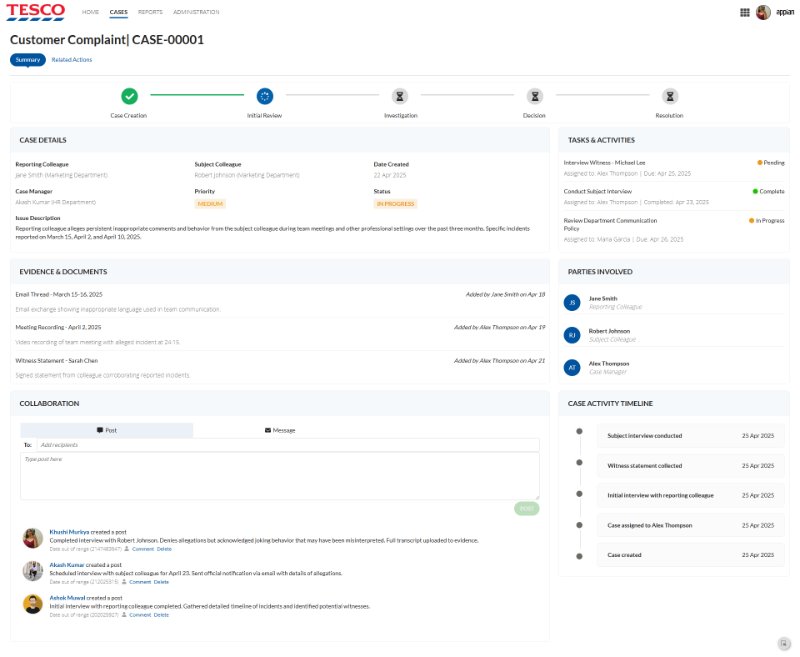 TESCO
HOME CASES REPORTS ADMINISTRATION
appian
Customer Complaint| CASE-00001
Summary Related Actions
Case Creation Initial Review Investigation Decision Resolution
CASE DETAILS
Reporting Colleague Subject Colleague Date Created
Jane Smith (Marketing Department) Robert Johnson (Marketing Department) 22 Apr 2025
Case Manager Priority Status
Akash Kumar (HR Department) MEDIUM IN PROGRESS
Issue Description
Reporting colleague alleges persistent inappropriate comments and behavior from the subject colleague during team meetings and other professional settings over the past three months. Specific incidents
reported on March 15, April 2, and April 10, 2025.
TASKS & ACTIVITIES
Interview Witness - Michael Lee Pending
Assigned to: Alex Thompson | Due: Apr 25, 2025
Conduct Subject Interview Complete
Assigned to: Alex Thompson | Completed: Apr 23, 2025
Review Department Communication In Progress
Policy
Assigned to: Maria Garcia | Due: Apr 26, 2025
EVIDENCE & DOCUMENTS
Email Thread - March 15-16, 2025 Added by Jane Smith on Apr 18
Email exchange showing inappropriate language used in team communication.
Meeting Recording - April 2, 2025 Added by Alex Thompson on Apr 19
Video recording of team meeting with alleged incident at 24:15.
Witness Statement - Sarah Chen Added by Alex Thompson on Apr 21
Signed statement from colleague corroborating reported incidents.
PARTIES INVOLVED
JS Jane Smith
Reporting Colleague
RJ Robert Johnson
Subject Colleague
AT Alex Thompson
Case Manager
COLLABORATION
Post Message
To: Add recipients
Type post here
POST
Khushi Muriya created a post
Completed interview with Robert Johnson. Denies allegations but acknowledged joking behavior that may have been misinterpreted. Full transcript uploaded to evidence.
Date out of range (2147483647) Comment Delete
Akash Kumar created a post
Scheduled interview with subject colleague for April 23. Sent official notification via email with details of allegations.
Date out of range Comment Delete
Ashok Muwal created a post
Initial interview with reporting colleague completed. Gathered detailed timeline of incidents and identified potential witnesses.
Date out of range Comment Delete
CASE ACTIVITY TIMELINE
Subject interview conducted 25 Apr 2025
Witness statement collected 25 Apr 2025
Initial interview with reporting colleague 25 Apr 2025
Case assigned to Alex Thompson 25 Apr 2025
Case created 25 Apr 2025